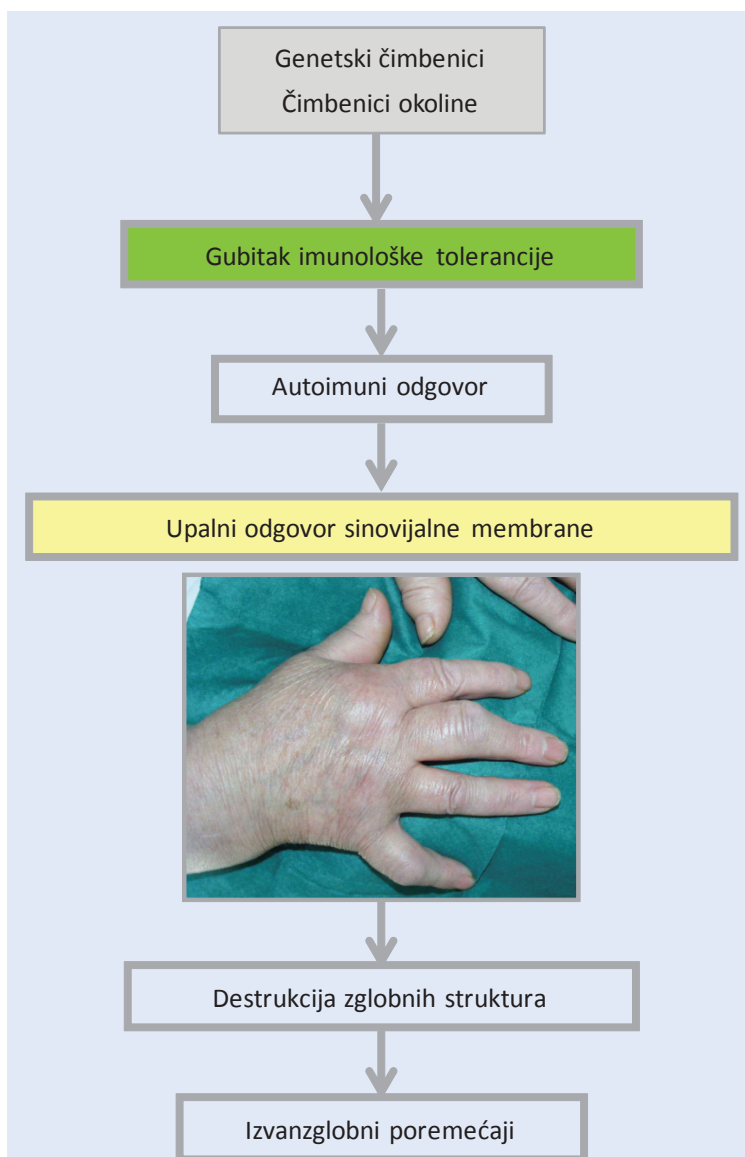 Genetski čimbenici
Čimbenici okoline
Gubitak imunološke tolerancije
Autoimuni odgovor
Upalni odgovor sinovijalne membrane
Destrukcija zglobnih struktura
Izvanzglobni poremećaji